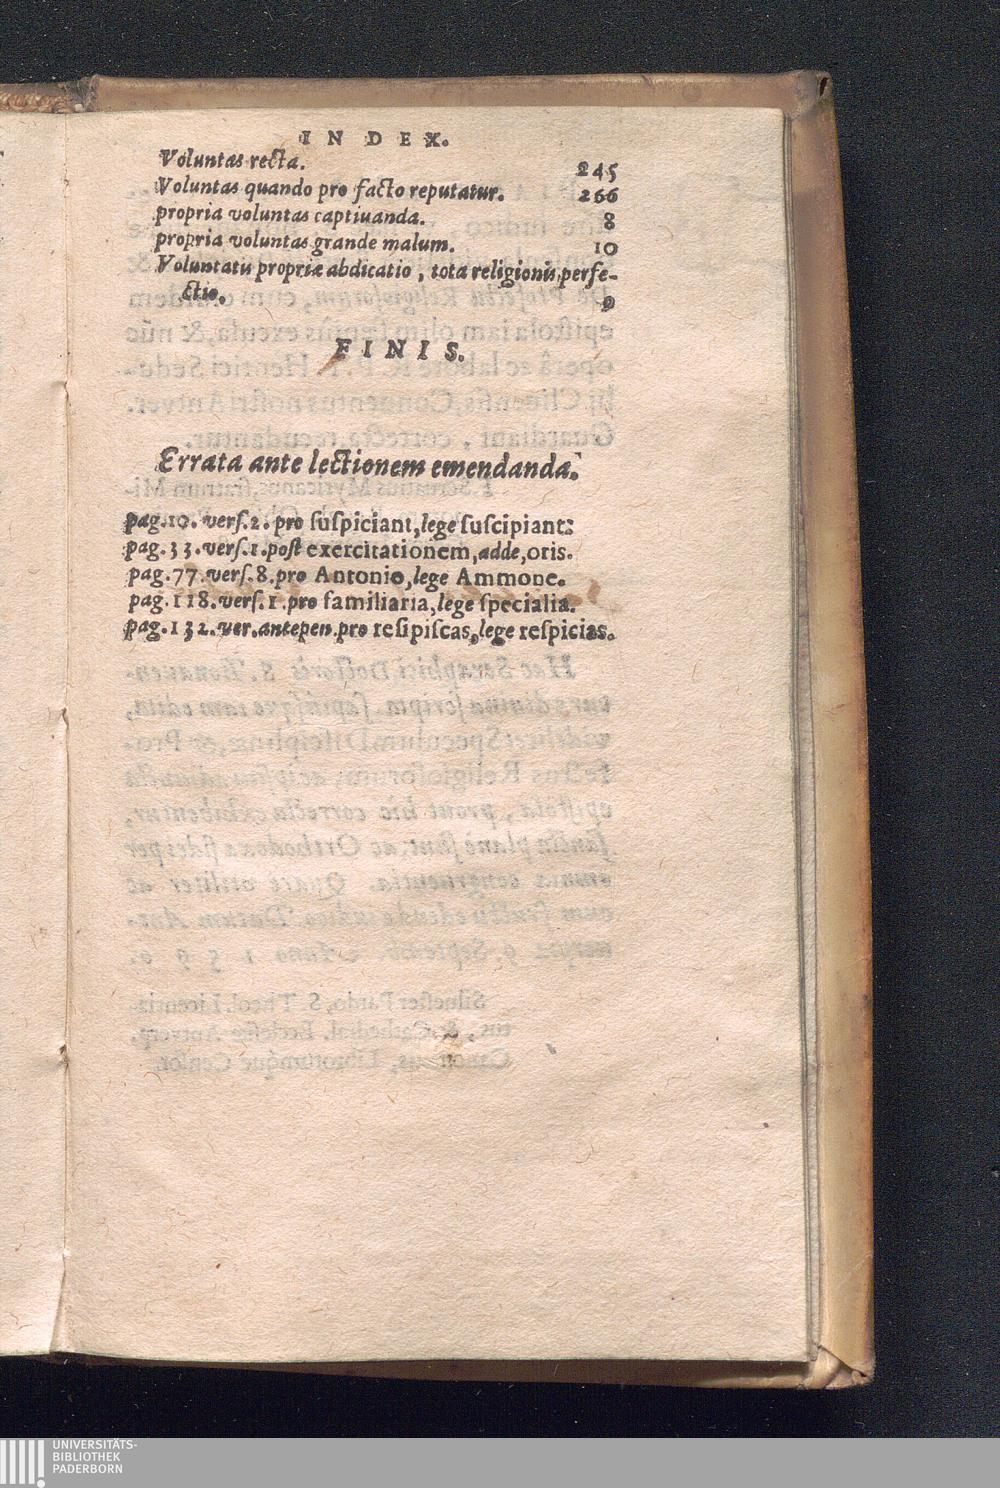 INDEX.
Voluntas recta. 245
Voluntas quando pro facto reputatur. 266
propria voluntas captiuanda. 8
propria voluntas grande malum. 10
Voluntatis propriæ abdicatio, tota religionis perfe-
ctio. 9
FINIS.
Errata ante lectionem emendanda.
pag. 10. verſ. 2. pro ſuſpiciant, lege ſuſcipiant.
pag. 33. verſ. 1. poſt exercitationem, adde, oris.
pag. 77. verſ. 8. pro Antonio, lege Ammone.
pag. 118. verſ. 1. pro familiaria, lege ſpecialia.
pag. 132. ver. antepen. pro reſipiſcas, lege reſpicias.
UNIVERSITÄTS-
BIBLIOTHEK
PADERBORN